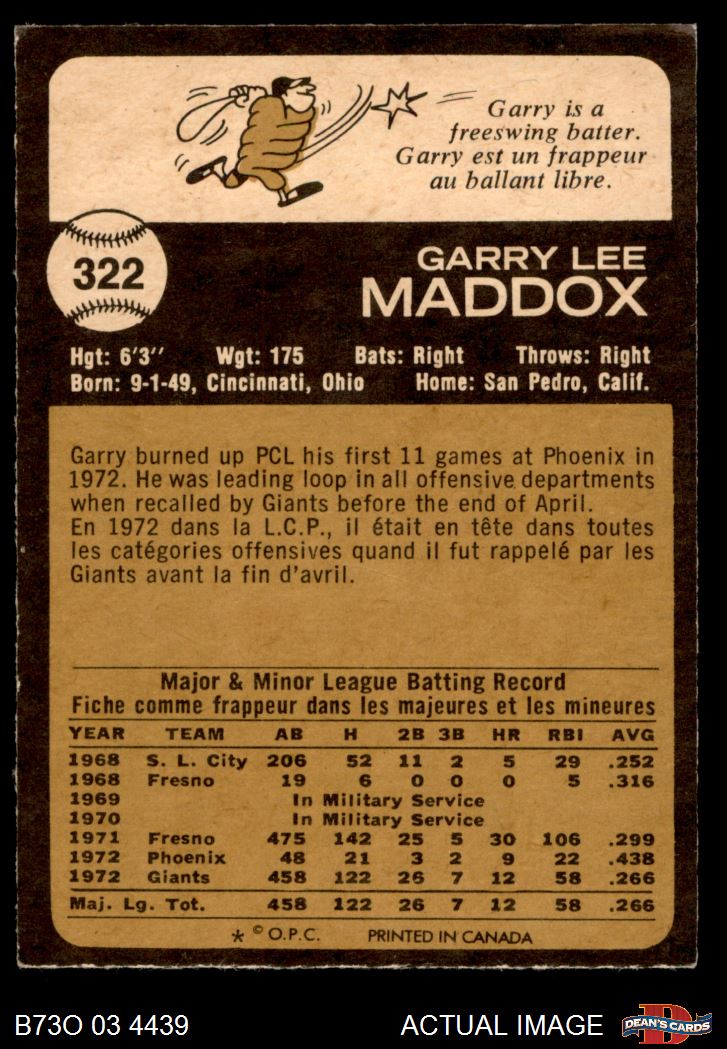 Garry is a
freeswing batter.
Garry est un frappeur
au ballant libre.
322
GARRY LEE
MADDOX
Hgt: 6'3" Wgt: 175 Bats: Right Throws: Right
Born: 9-1-49, Cincinnati, Ohio Home: San Pedro, Calif.
Garry burned up PCL his first 11 games at Phoenix in
1972. He was leading loop in all offensive departments
when recalled by Giants before the end of April.
En 1972 dans la L.C.P., il était en tête dans toutes
les catégories offensives quand il fut rappelé par les
Giants avant la fin d'avril.
Major & Minor League Batting Record
Fiche comme frappeur dans les majeures et les mineures
YEAR TEAM AB H 2B 3B HR RBI AVG
1968 S. L. City 206 52 11 2 5 29 .252
1968 Fresno 19 6 0 0 0 5 .316
1969 In Military Service
1970 In Military Service
1971 Fresno 475 142 25 5 30 106 .299
1972 Phoenix 48 21 3 2 9 22 .438
1972 Giants 458 122 26 7 12 58 .266
Maj. Lg. Tot. 458 122 26 7 12 58 .266
* © O.P.C. PRINTED IN CANADA
B73O 03 4439 ACTUAL IMAGE D DEAN'S CARDS